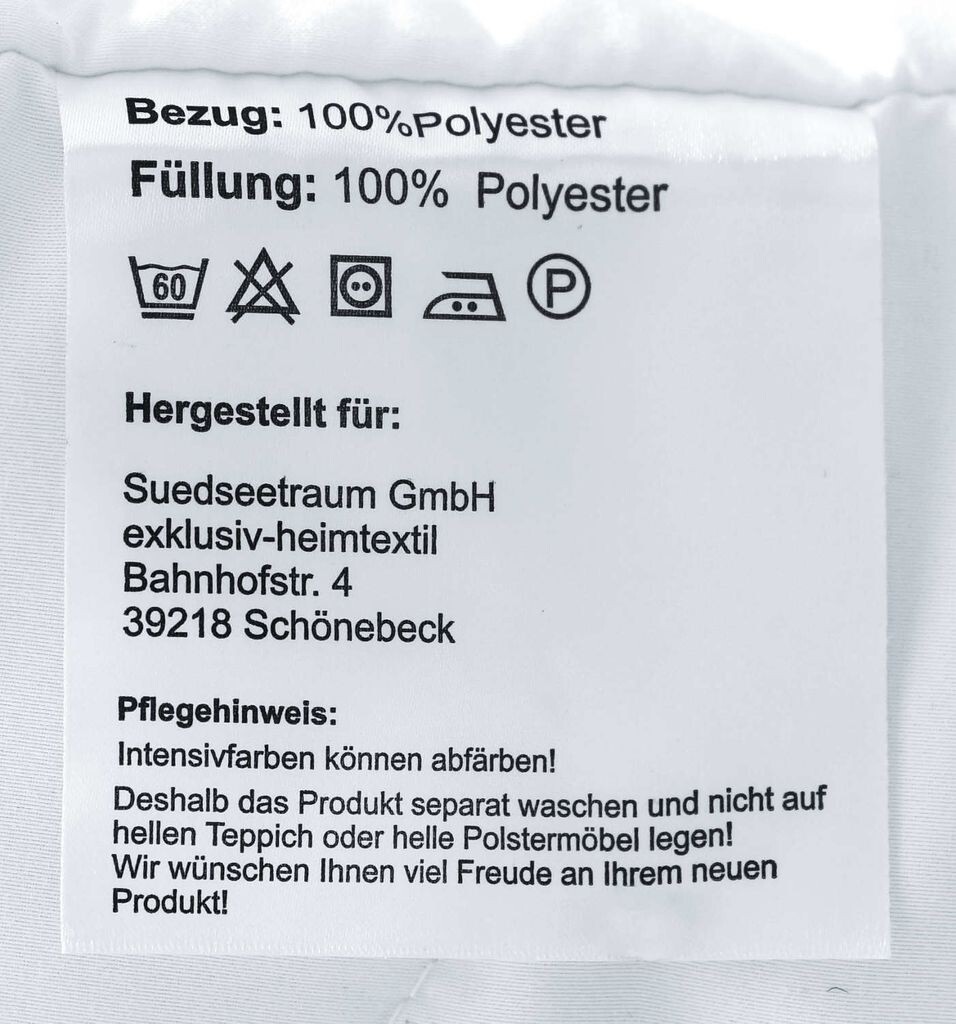 Bezug: 100%Polyester
Füllung: 100% Polyester
60 P
Hergestellt für:
Suedseetraum GmbH
exklusiv-heimtextil
Bahnhofstr. 4
39218 Schönebeck
Pflegehinweis:
Intensivfarben können abfärben!
Deshalb das Produkt separat waschen und nicht auf
hellen Teppich oder helle Polstermöbel legen!
Wir wünschen Ihnen viel Freude an Ihrem neuen
Produkt!